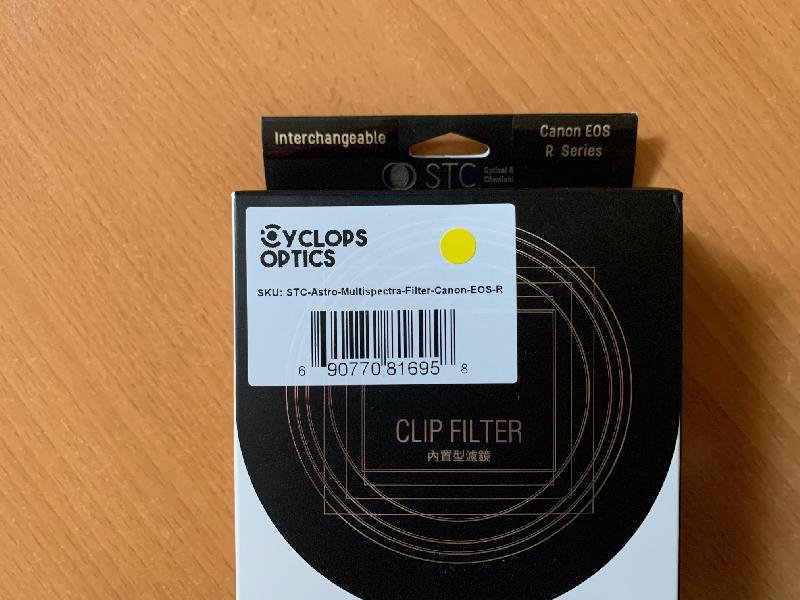 Interchangeable
Canon EOS
R Series
STC
Optical &
Chemical
CYCLOPS
OPTICS
SKU: STC-Astro-Multispectra-Filter-Canon-EOS-R
6 90770 81695 8
CLIP FILTER
內置型濾鏡